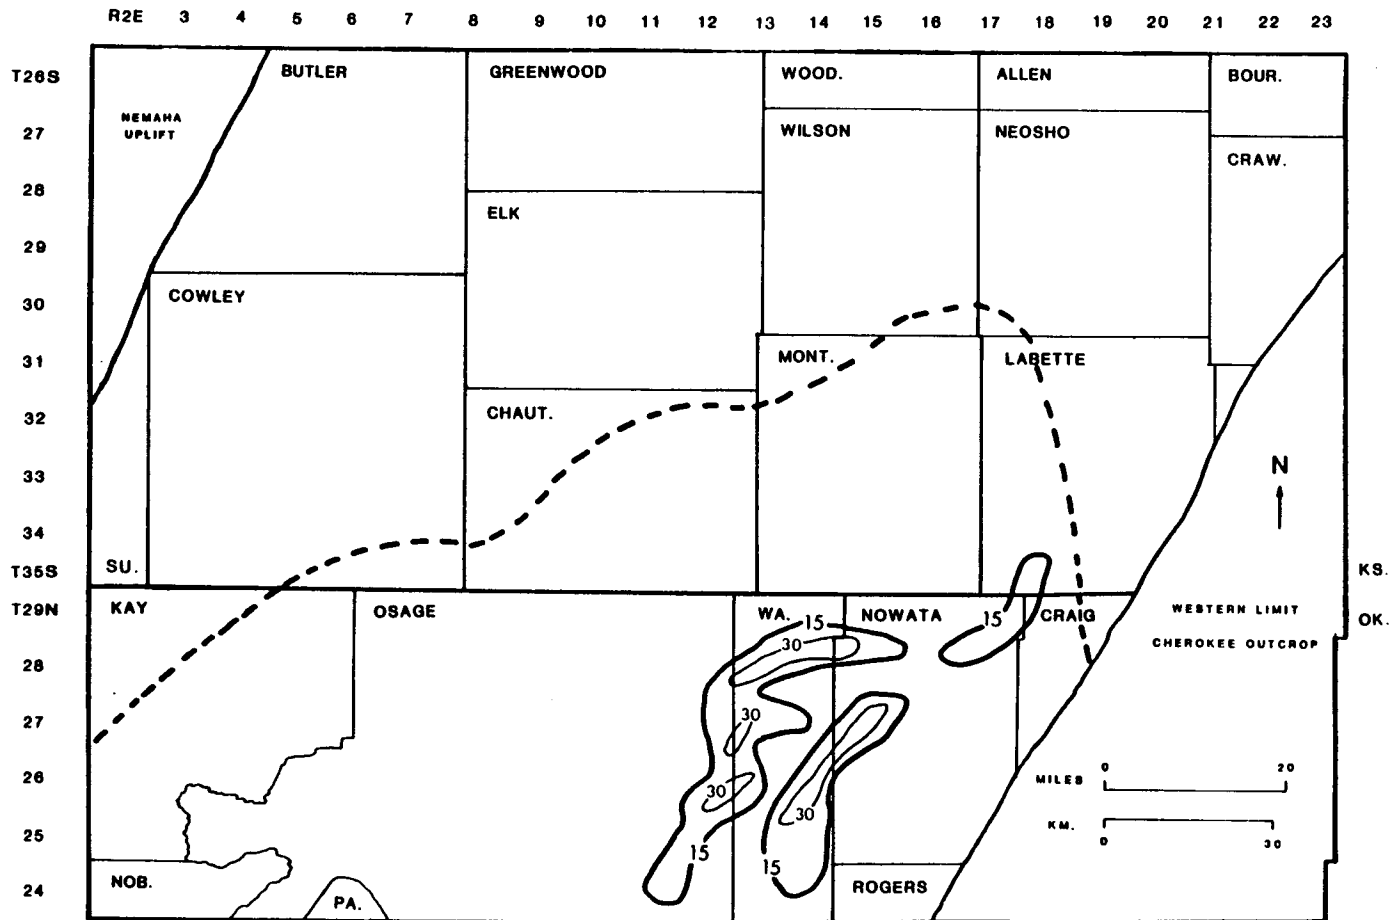 R2E 3 4 5 6 7 8 9 10 11 12 13 14 15 16 17 18 19 20 21 22 23
T26S
BUTLER
GREENWOOD
WOOD.
ALLEN
BOUR.
NEMAHA
UPLIFT
27
WILSON
NEOSHO
CRAW.
28
ELK
29
COWLEY
30
31
MONT.
LABETTE
CHAUT.
32
33
N
34
T35S
SU.
KS.
T29N
KAY
OSAGE
WA.
15
NOWATA
15
CRAIG
WESTERN LIMIT
CHEROKEE OUTCROP
OK.
28
30
27
30
26
30
30
MILES
0
20
25
KM.
0
30
15
15
24
NOB.
PA.
ROGERS